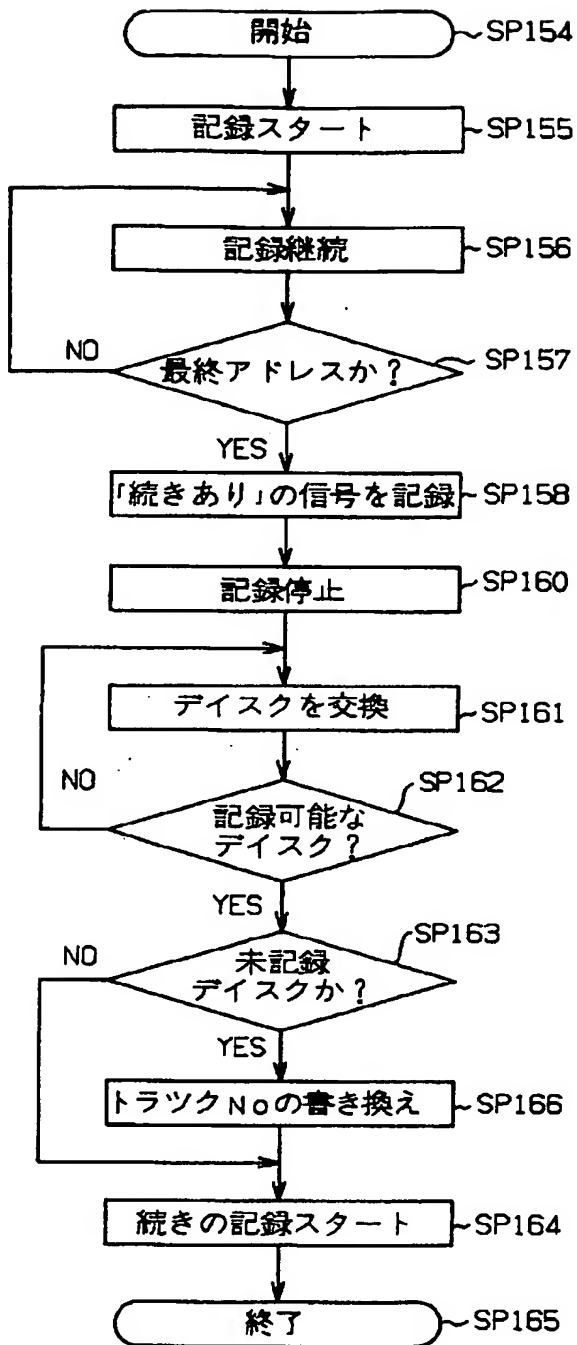 開始 SP154
記録スタート SP155
記録継続 SP156
NO
最終アドレスか? SP157
YES
「続きあり」の信号を記録 SP158
記録停止 SP160
デイスクを交換 SP161
NO
SP162
記録可能な
デイスク?
YES
SP163
NO
未記録
デイスクか?
YES
トラツクNoの書き換え SP166
続きの記録スタート SP164
終了 SP165